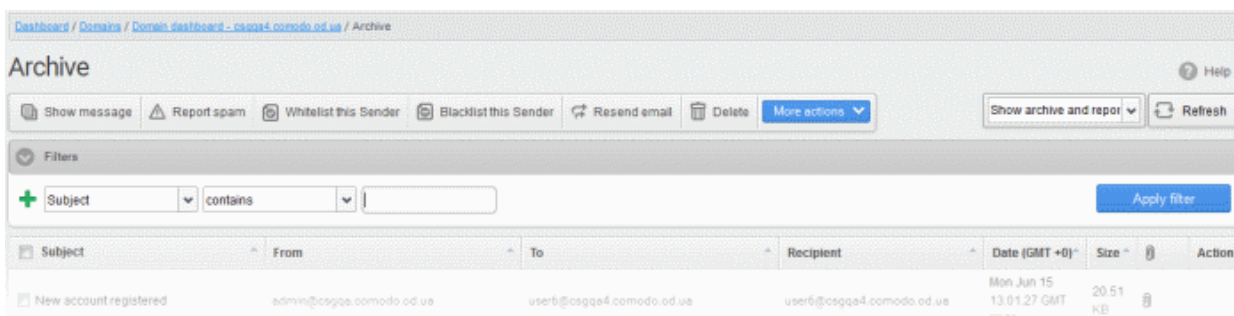 Dashboard / Domains / Domain dashboard - csgqa4.comodo.od.ua / Archive
Archive
Help
Show message Report spam Whitelist this Sender Blacklist this Sender Resend email Delete More actions Show archive and repor Refresh
Filters
Subject contains Apply filter
Subject From To Recipient Date (GMT +0) Size Action
New account registered admin@csgqa.comodo.od.ua user6@csgqa4.comodo.od.ua user6@csgqa4.comodo.od.ua Mon Jun 15
13:01:27 GMT 20.51
KB